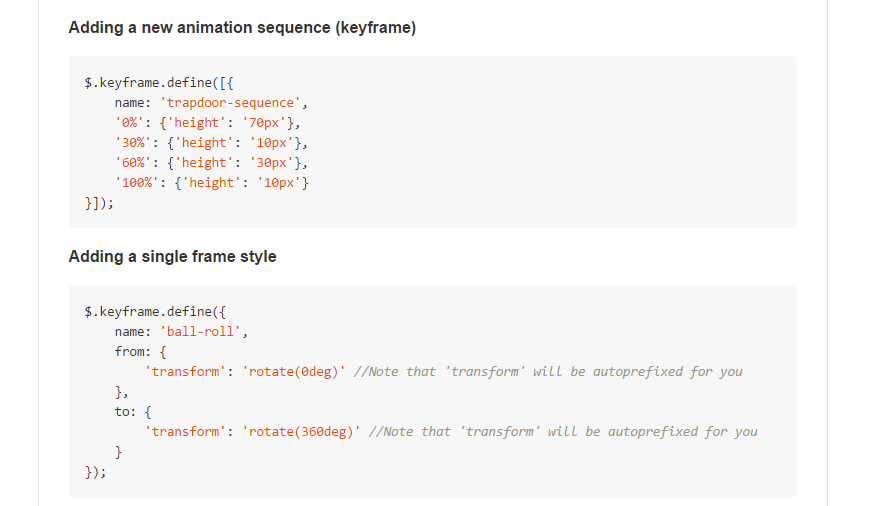 Adding a new animation sequence (keyframe)
$.keyframe.define([{
    name: 'trapdoor-sequence',
    '0%': {'height': '70px'},
    '30%': {'height': '10px'},
    '60%': {'height': '30px'},
    '100%': {'height': '10px'}
}]);
Adding a single frame style
$.keyframe.define({
    name: 'ball-roll',
    from: {
        'transform': 'rotate(0deg)' //Note that 'transform' will be autoprefixed for you
    },
    to: {
        'transform': 'rotate(360deg)' //Note that 'transform' will be autoprefixed for you
    }
});